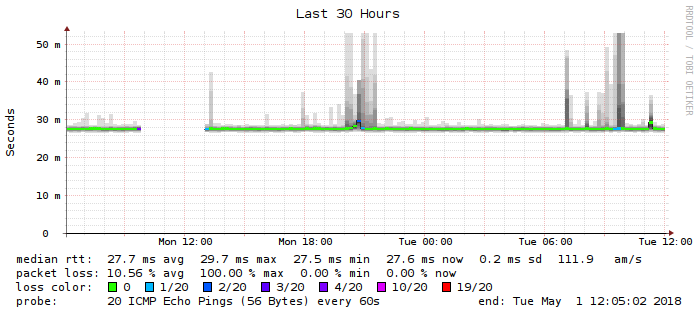 Last 30 Hours
RRDTOOL / TOBI OETIKER
Seconds
50 m
40 m
30 m
20 m
10 m
0
Mon 12:00 Mon 18:00 Tue 00:00 Tue 06:00 Tue 12:00
median rtt: 27.7 ms avg 29.7 ms max 27.5 ms min 27.6 ms now 0.2 ms sd 111.9 am/s
packet loss: 10.56 % avg 100.00 % max 0.00 % min 0.00 % now
loss color: 0 1/20 2/20 3/20 4/20 10/20 19/20
probe: 20 ICMP Echo Pings (56 Bytes) every 60s end: Tue May 1 12:05:02 2018